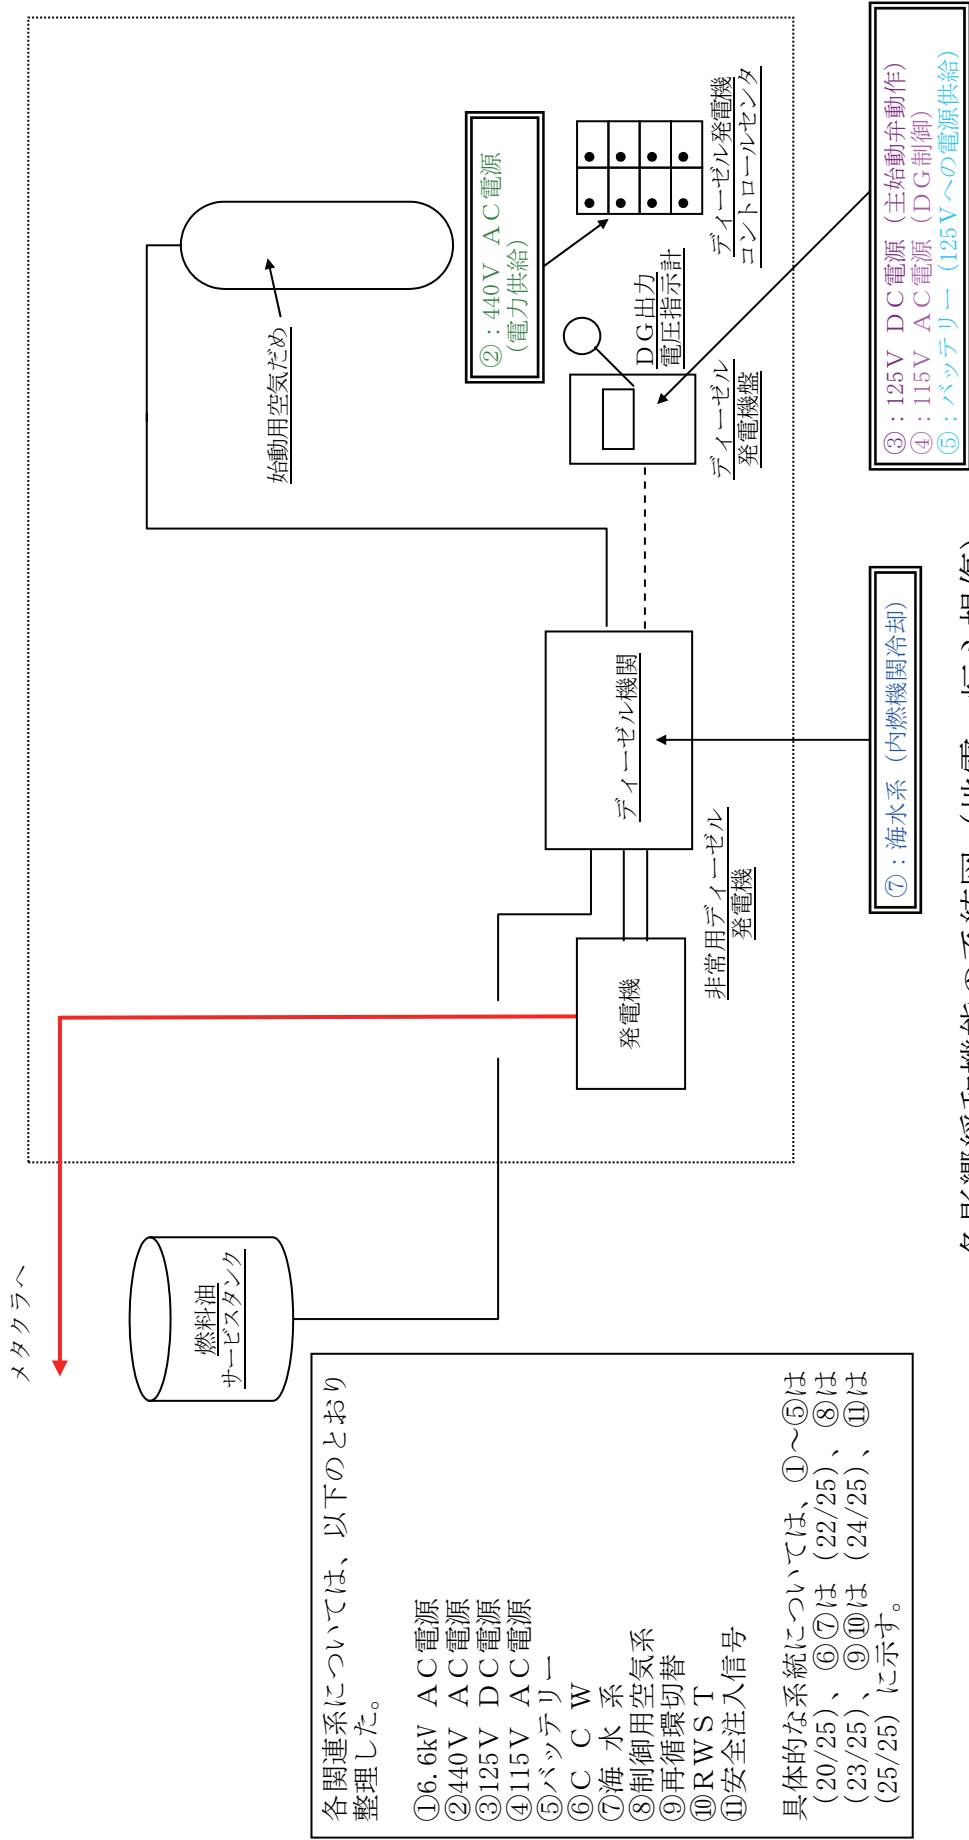 メタクラへ
燃料油
サービスタンク
始動用空気だめ
②：440V AC電源
(電力供給)
DG出力
電圧指示計
ディーゼル発電機
コントロールセンタ
ディーゼル
発電機盤
ディーゼル機関
発電機
非常用ディーゼル
発電機
③：125V DC電源（主始動弁動作）
④：115V AC電源（DG制御）
⑤：バッテリー（125Vへの電源供給）
⑦：海水系（内燃機関冷却）
各関連系については、以下のとおり
整理した。
①6.6kV AC電源
②440V AC電源
③125V DC電源
④115V AC電源
⑤バッテリー
⑥CCW
⑦海水系
⑧制御用空気系
⑨再循環切替
⑩RWST
⑪安全注入信号
具体的な系統については、①～⑤は
(20/25)、⑥⑦は(22/25)、⑧は
(23/25)、⑨⑩は(24/25)、⑪は
(25/25)に示す。